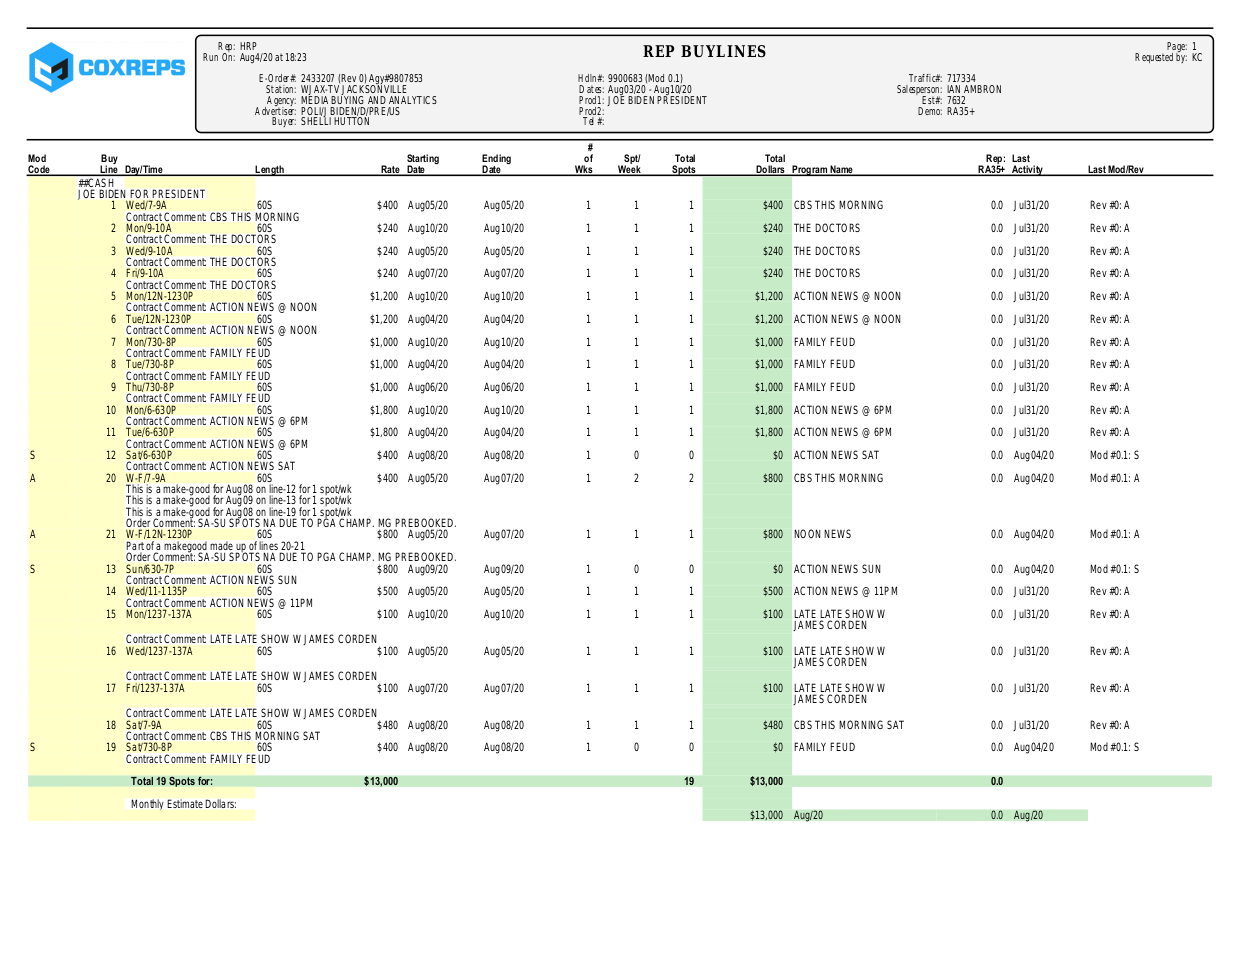 COXREPS
Rep: HRP
Run On: Aug4/20 at 18:23
REP BUYLINES
Page: 1
Requested by: KC
E-Order#: 2433207 (Rev 0) Agy#9807853
Station: WJAX-TV JACKSONVILLE
Agency: MEDIA BUYING AND ANALYTICS
Advertiser: POLI/J BIDEN/D/PRE/US
Buyer: SHELLI HUTTON
Hdln#: 9900683 (Mod 0.1)
Dates: Aug03/20 - Aug10/20
Prod1: JOE BIDEN PRESIDENT
Prod2:
Tel #:
Traffic#: 717334
Salesperson: IAN AMBRON
Est#: 7632
Demo: RA35+
Mod Code Buy Line Day/Time Length Rate Starting Date Ending Date # of Wks Spt/ Week Total Spots Total Dollars Program Name Rep: RA35+ Last Activity Last Mod/Rev
##CASH
JOE BIDEN FOR PRESIDENT
1 Wed/7-9A 60S $400 Aug05/20 Aug05/20 1 1 1 $400 CBS THIS MORNING 0.0 Jul31/20 Rev #0: A
Contract Comment: CBS THIS MORNING
2 Mon/9-10A 60S $240 Aug10/20 Aug10/20 1 1 1 $240 THE DOCTORS 0.0 Jul31/20 Rev #0: A
Contract Comment: THE DOCTORS
3 Wed/9-10A 60S $240 Aug05/20 Aug05/20 1 1 1 $240 THE DOCTORS 0.0 Jul31/20 Rev #0: A
Contract Comment: THE DOCTORS
4 Fri/9-10A 60S $240 Aug07/20 Aug07/20 1 1 1 $240 THE DOCTORS 0.0 Jul31/20 Rev #0: A
Contract Comment: THE DOCTORS
5 Mon/12N-1230P 60S $1,200 Aug10/20 Aug10/20 1 1 1 $1,200 ACTION NEWS @ NOON 0.0 Jul31/20 Rev #0: A
Contract Comment: ACTION NEWS @ NOON
6 Tue/12N-1230P 60S $1,200 Aug04/20 Aug04/20 1 1 1 $1,200 ACTION NEWS @ NOON 0.0 Jul31/20 Rev #0: A
Contract Comment: ACTION NEWS @ NOON
7 Mon/730-8P 60S $1,000 Aug10/20 Aug10/20 1 1 1 $1,000 FAMILY FEUD 0.0 Jul31/20 Rev #0: A
Contract Comment: FAMILY FEUD
8 Tue/730-8P 60S $1,000 Aug04/20 Aug04/20 1 1 1 $1,000 FAMILY FEUD 0.0 Jul31/20 Rev #0: A
Contract Comment: FAMILY FEUD
9 Thu/730-8P 60S $1,000 Aug06/20 Aug06/20 1 1 1 $1,000 FAMILY FEUD 0.0 Jul31/20 Rev #0: A
Contract Comment: FAMILY FEUD
10 Mon/6-630P 60S $1,800 Aug10/20 Aug10/20 1 1 1 $1,800 ACTION NEWS @ 6PM 0.0 Jul31/20 Rev #0: A
Contract Comment: ACTION NEWS @ 6PM
11 Tue/6-630P 60S $1,800 Aug04/20 Aug04/20 1 1 1 $1,800 ACTION NEWS @ 6PM 0.0 Jul31/20 Rev #0: A
Contract Comment: ACTION NEWS @ 6PM
S 12 Sat/6-630P 60S $400 Aug08/20 Aug08/20 1 0 0 $0 ACTION NEWS SAT 0.0 Aug04/20 Mod #0.1: S
Contract Comment: ACTION NEWS SAT
A 20 W-F/7-9A 60S $400 Aug05/20 Aug07/20 1 2 2 $800 CBS THIS MORNING 0.0 Aug04/20 Mod #0.1: A
This is a make-good for Aug08 on line-12 for 1 spot/wk
This is a make-good for Aug09 on line-13 for 1 spot/wk
This is a make-good for Aug08 on line-19 for 1 spot/wk
Order Comment: SA-SU SPOTS NA DUE TO PGA CHAMP. MG PREBOOKED.
A 21 W-F/12N-1230P 60S $800 Aug05/20 Aug07/20 1 1 1 $800 NOON NEWS 0.0 Aug04/20 Mod #0.1: A
Part of a makegood made up of lines 20-21
Order Comment: SA-SU SPOTS NA DUE TO PGA CHAMP. MG PREBOOKED.
S 13 Sun/630-7P 60S $800 Aug09/20 Aug09/20 1 0 0 $0 ACTION NEWS SUN 0.0 Aug04/20 Mod #0.1: S
Contract Comment: ACTION NEWS SUN
14 Wed/11-1135P 60S $500 Aug05/20 Aug05/20 1 1 1 $500 ACTION NEWS @ 11PM 0.0 Jul31/20 Rev #0: A
Contract Comment: ACTION NEWS @ 11PM
15 Mon/1237-137A 60S $100 Aug10/20 Aug10/20 1 1 1 $100 LATE LATE SHOW W 0.0 Jul31/20 Rev #0: A
JAMES CORDEN
Contract Comment: LATE LATE SHOW W JAMES CORDEN
16 Wed/1237-137A 60S $100 Aug05/20 Aug05/20 1 1 1 $100 LATE LATE SHOW W 0.0 Jul31/20 Rev #0: A
JAMES CORDEN
Contract Comment: LATE LATE SHOW W JAMES CORDEN
17 Fri/1237-137A 60S $100 Aug07/20 Aug07/20 1 1 1 $100 LATE LATE SHOW W 0.0 Jul31/20 Rev #0: A
JAMES CORDEN
Contract Comment: LATE LATE SHOW W JAMES CORDEN
18 Sat/7-9A 60S $480 Aug08/20 Aug08/20 1 1 1 $480 CBS THIS MORNING SAT 0.0 Jul31/20 Rev #0: A
Contract Comment: CBS THIS MORNING SAT
S 19 Sat/730-8P 60S $400 Aug08/20 Aug08/20 1 0 0 $0 FAMILY FEUD 0.0 Aug04/20 Mod #0.1: S
Contract Comment: FAMILY FEUD
Total 19 Spots for: $13,000 19 $13,000 0.0
Monthly Estimate Dollars:
$13,000 Aug/20 0.0 Aug/20